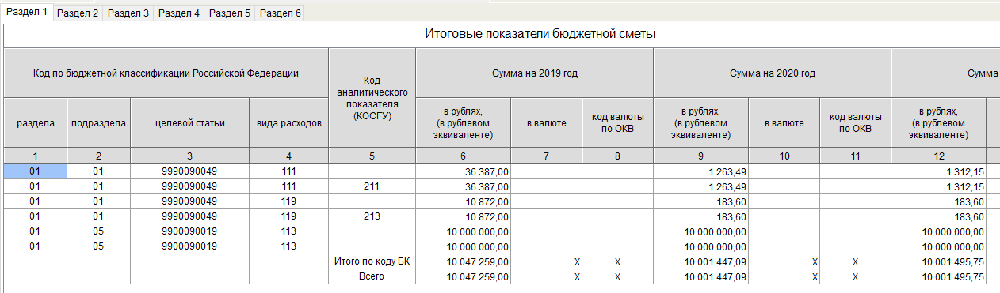 Раздел 1 Раздел 2 Раздел 3 Раздел 4 Раздел 5 Раздел 6
Итоговые показатели бюджетной сметы
Код по бюджетной классификации Российской Федерации
Код
аналитического
показателя
(КОСГУ)
Сумма на 2019 год
Сумма на 2020 год
Сумма
раздела
подраздела
целевой статьи
вида расходов
в рублях,
(в рублевом
эквиваленте)
в валюте
код валюты
по ОКВ
в рублях,
(в рублевом
эквиваленте)
в валюте
код валюты
по ОКВ
в рублях,
(в рублевом
эквиваленте)
1 2 3 4 5 6 7 8 9 10 11 12
01 01 9990090049 111 36 387,00 1 263,49 1 312,15
01 01 9990090049 111 211 36 387,00 1 263,49 1 312,15
01 01 9990090049 119 10 872,00 183,60 183,60
01 01 9990090049 119 213 10 872,00 183,60 183,60
01 05 9900090019 113 10 000 000,00 10 000 000,00 10 000 000,00
01 05 9900090019 113 10 000 000,00 10 000 000,00 10 000 000,00
Итого по коду БК 10 047 259,00 X X 10 001 447,09 X X 10 001 495,75
Всего 10 047 259,00 X X 10 001 447,09 X X 10 001 495,75